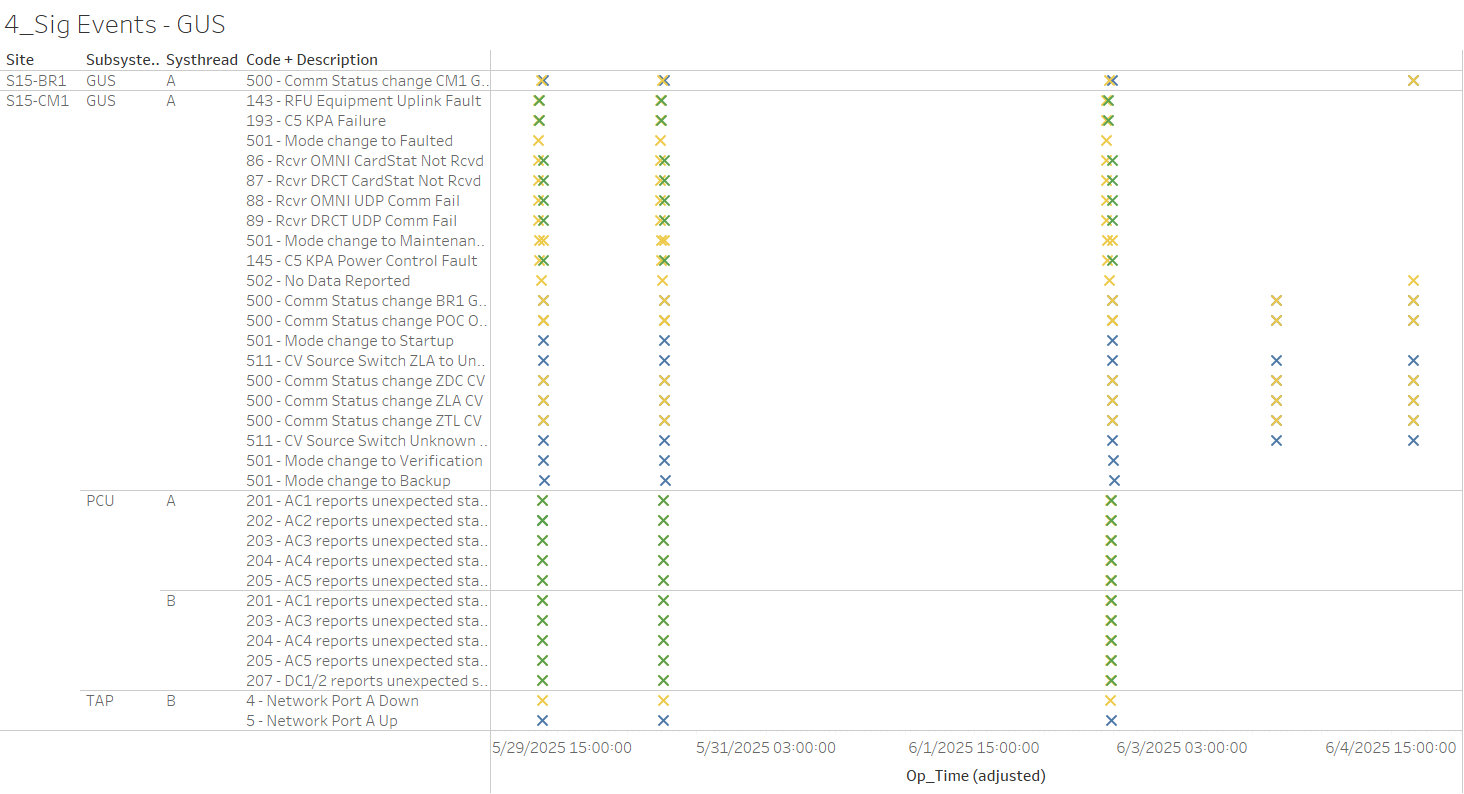 4_Sig Events - GUS
Site Subsyste.. Systhread Code + Description
S15-BR1 GUS A 500 - Comm Status change CM1 G..
S15-CM1 GUS A 143 - RFU Equipment Uplink Fault
193 - C5 KPA Failure
501 - Mode change to Faulted
86 - Rcvr OMNI CardStat Not Rcvd
87 - Rcvr DRCT CardStat Not Rcvd
88 - Rcvr OMNI UDP Comm Fail
89 - Rcvr DRCT UDP Comm Fail
501 - Mode change to Maintenan..
145 - C5 KPA Power Control Fault
502 - No Data Reported
500 - Comm Status change BR1 G..
500 - Comm Status change POC O..
501 - Mode change to Startup
511 - CV Source Switch ZLA to Un..
500 - Comm Status change ZDC CV
500 - Comm Status change ZLA CV
500 - Comm Status change ZTL CV
511 - CV Source Switch Unknown ..
501 - Mode change to Verification
501 - Mode change to Backup
PCU A 201 - AC1 reports unexpected sta..
202 - AC2 reports unexpected sta..
203 - AC3 reports unexpected sta..
204 - AC4 reports unexpected sta..
205 - AC5 reports unexpected sta..
B 201 - AC1 reports unexpected sta..
203 - AC3 reports unexpected sta..
204 - AC4 reports unexpected sta..
205 - AC5 reports unexpected sta..
207 - DC1/2 reports unexpected s..
TAP B 4 - Network Port A Down
5 - Network Port A Up
5/29/2025 15:00:00 5/31/2025 03:00:00 6/1/2025 15:00:00 6/3/2025 03:00:00 6/4/2025 15:00:00
Op_Time (adjusted)